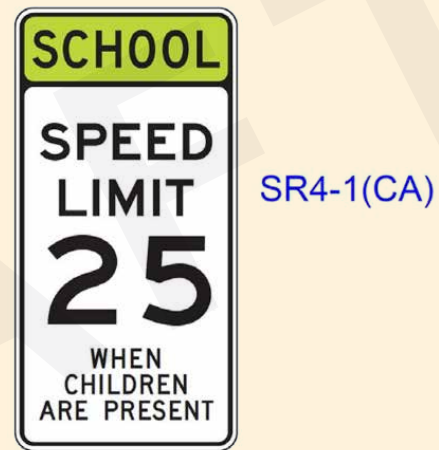 SCHOOL
SPEED
LIMIT
25
WHEN
CHILDREN
ARE PRESENT
SR4-1(CA)